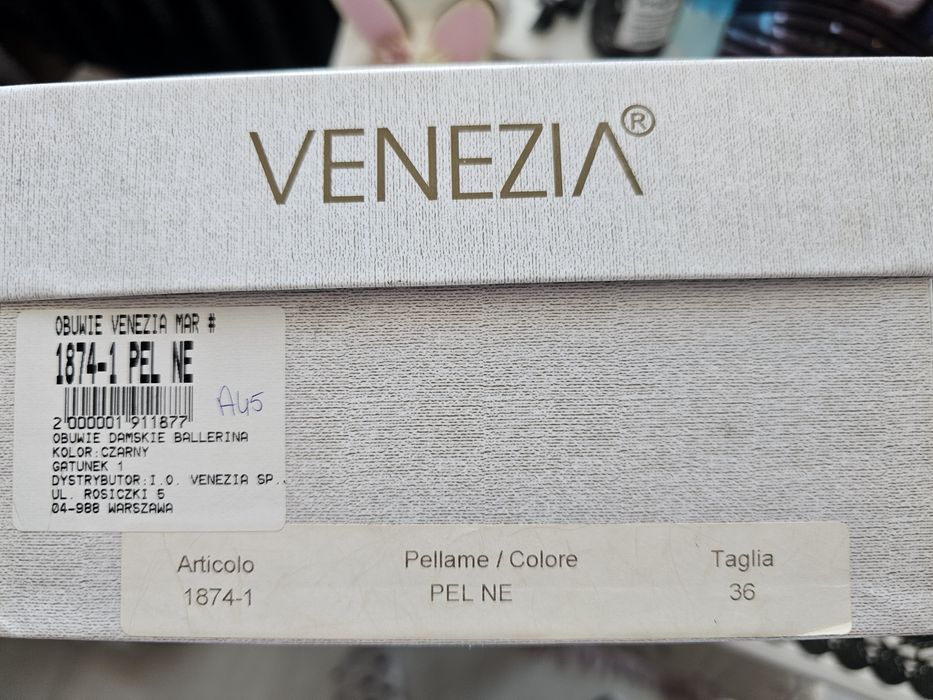 VENEZIA®
OBUWIE VENEZIA MAR #
1874-1 PEL NE
A45
2 000001 911877
OBUWIE DAMSKIE BALLERINA
KOLOR:CZARNY
GATUNEK 1
DYSTRYBUTOR:I.O. VENEZIA SP..
UL. ROSICZKI 5
04-988 WARSZAWA
Articolo Pellame / Colore Taglia
1874-1 PEL NE 36